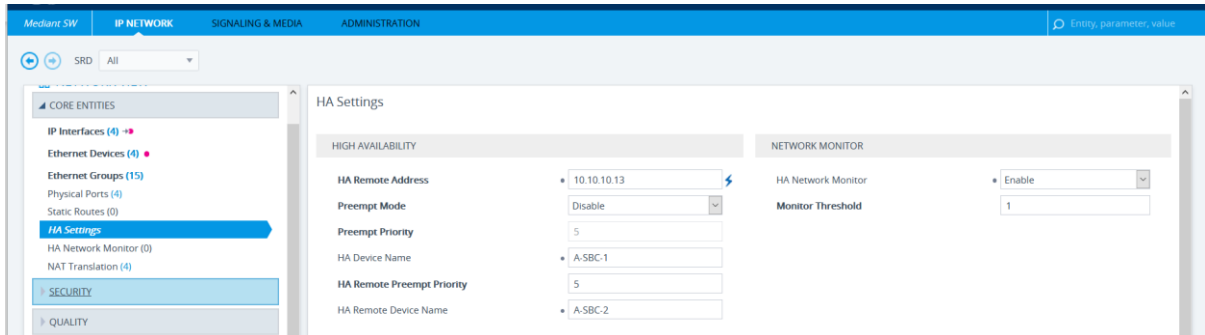 Mediant SW IP NETWORK SIGNALING & MEDIA ADMINISTRATION Entity, parameter, value
SRD All
CORE ENTITIES
IP Interfaces (4)
Ethernet Devices (4)
Ethernet Groups (15)
Physical Ports (4)
Static Routes (0)
HA Settings
HA Network Monitor (0)
NAT Translation (4)
SECURITY
QUALITY
HA Settings
HIGH AVAILABILITY
HA Remote Address 10.10.10.13
Preempt Mode Disable
Preempt Priority 5
HA Device Name A-SBC-1
HA Remote Preempt Priority 5
HA Remote Device Name A-SBC-2
NETWORK MONITOR
HA Network Monitor Enable
Monitor Threshold 1